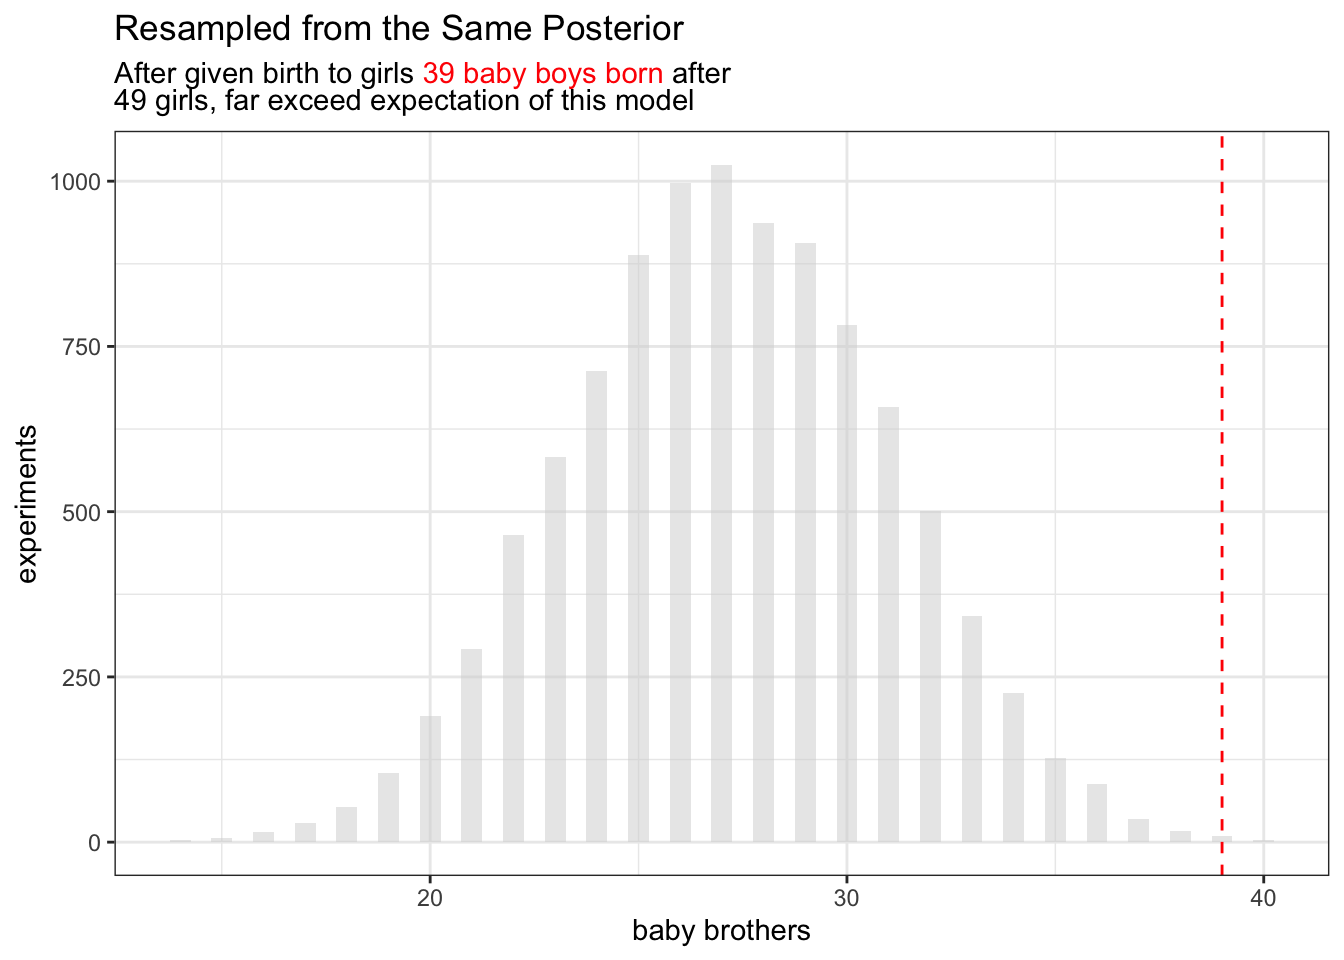 Resampled from the Same Posterior
After given birth to girls 39 baby boys born after
49 girls, far exceed expectation of this model
1000
750
500
250
0
experiments
20
30
40
baby brothers